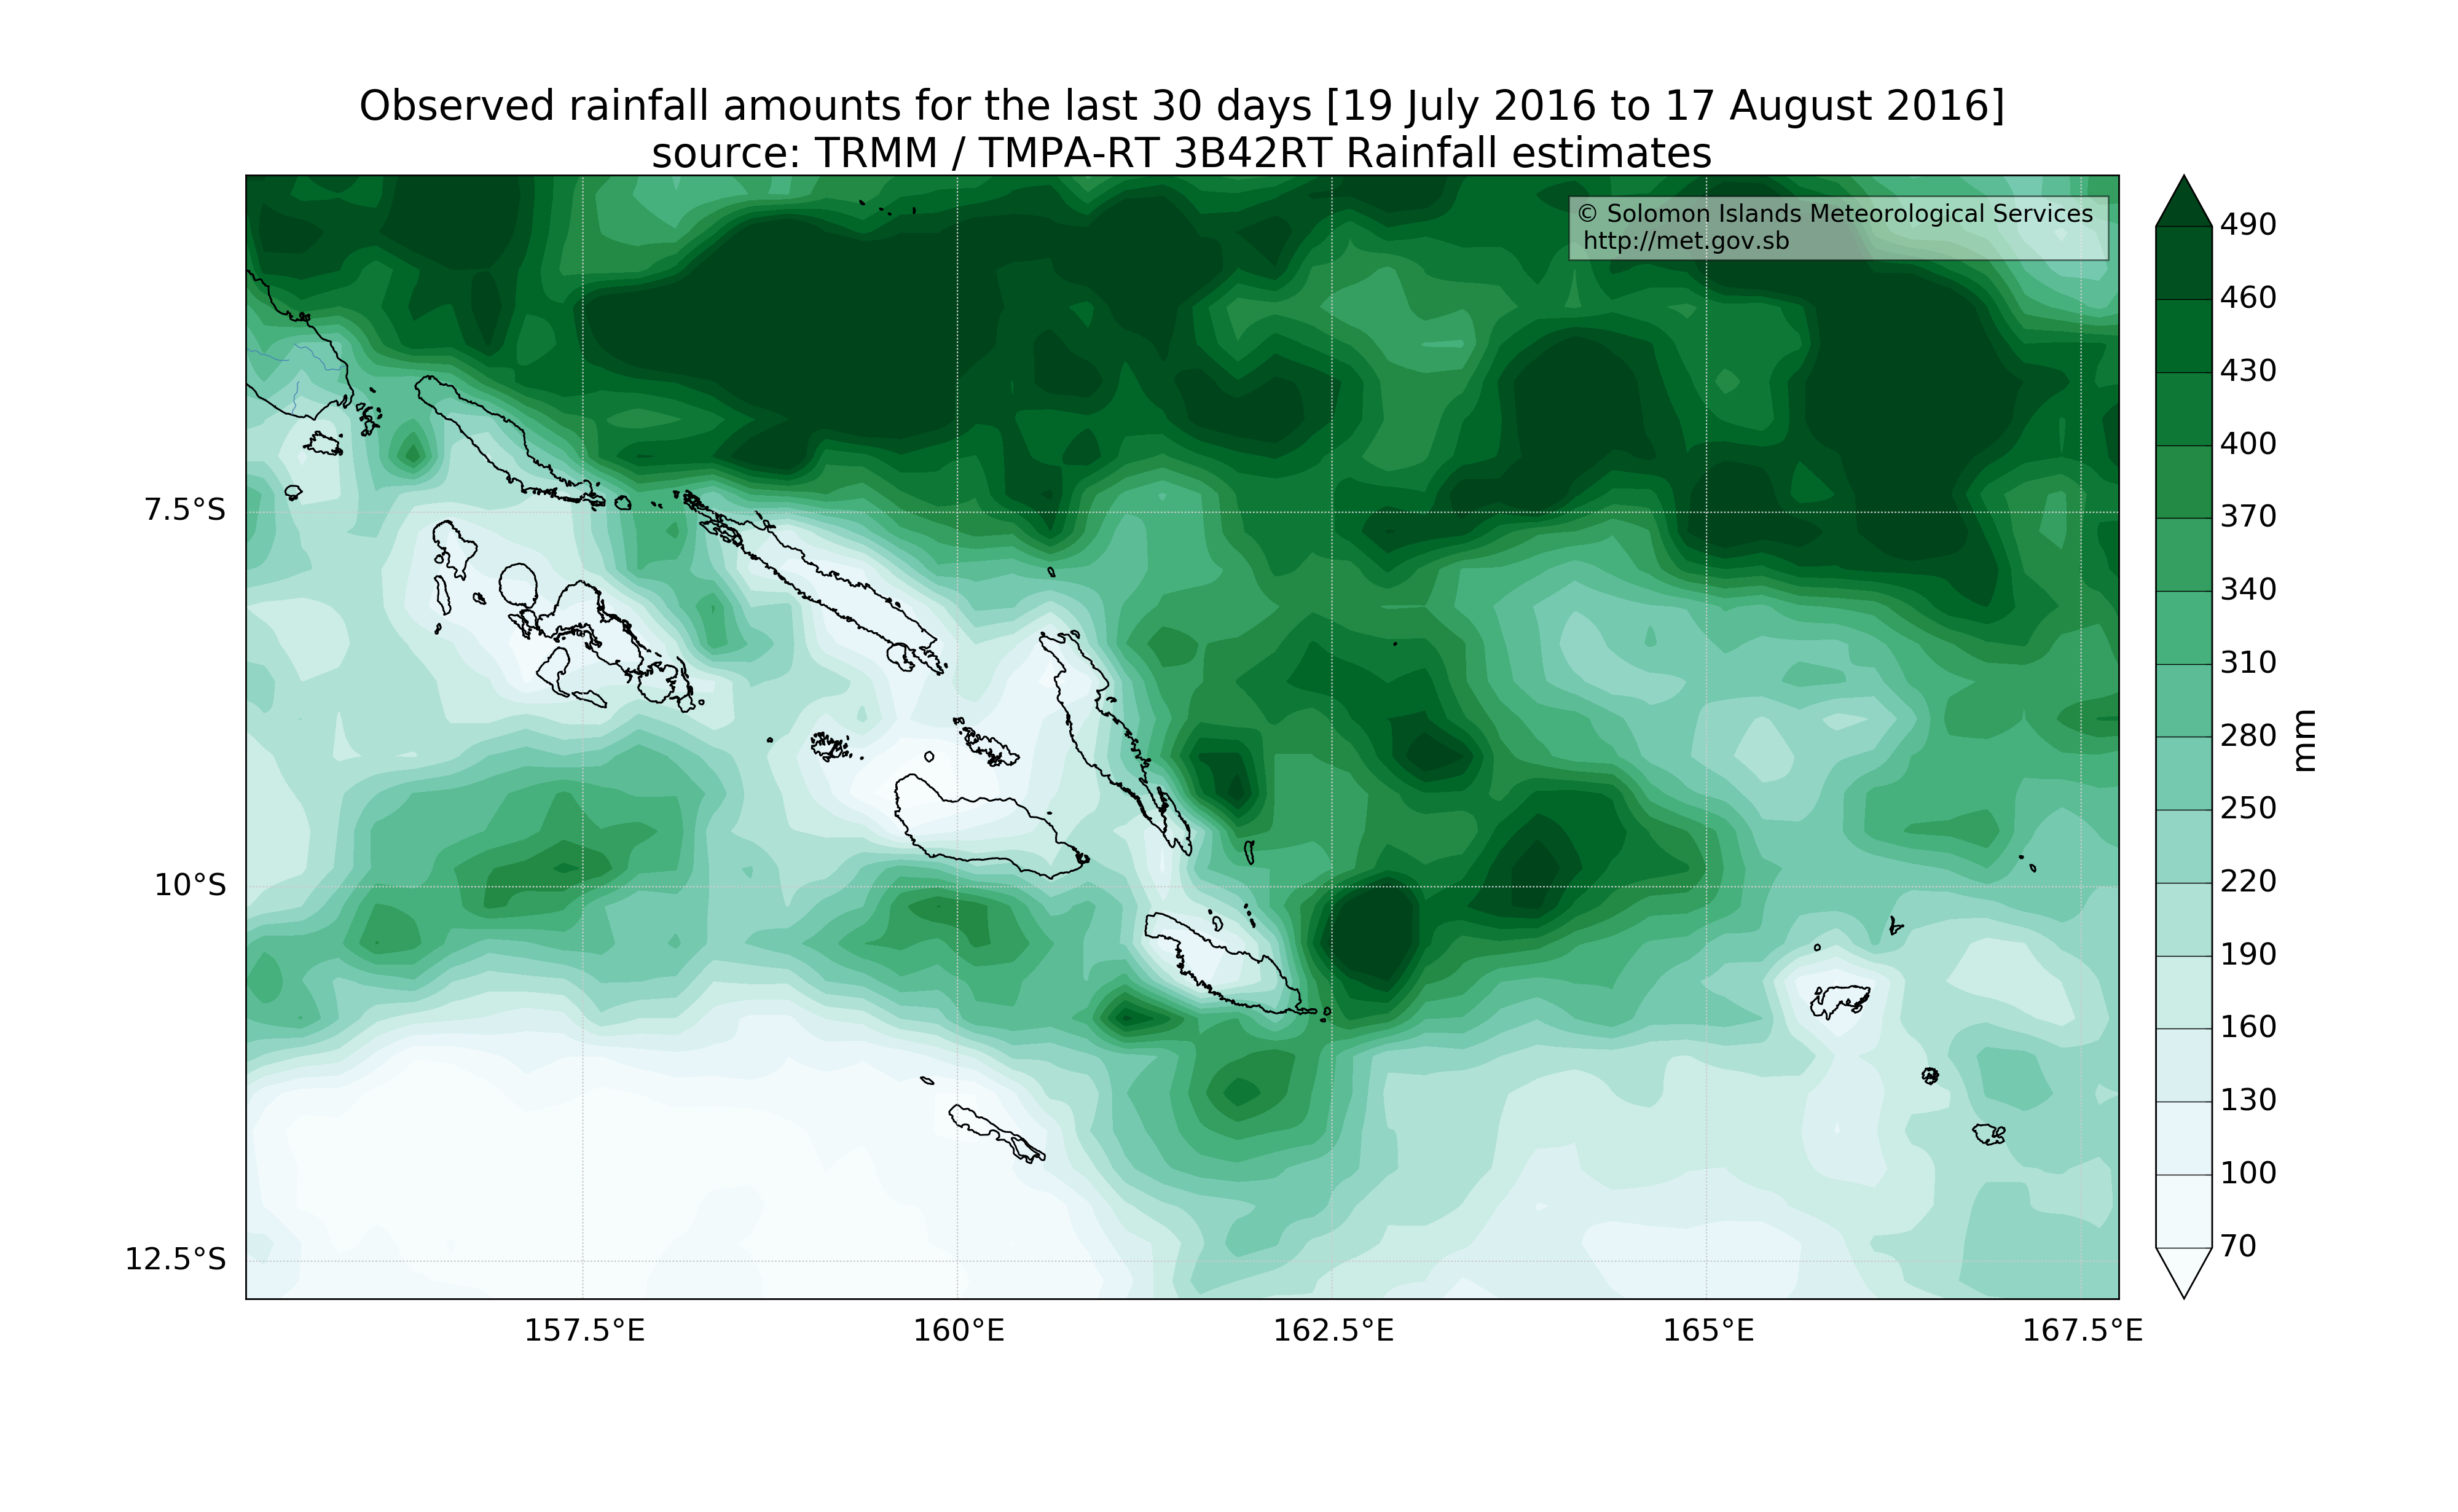 Observed rainfall amounts for the last 30 days [19 July 2016 to 17 August 2016]
source: TRMM / TMPA-RT 3B42RT Rainfall estimates
© Solomon Islands Meteorological Services
http://met.gov.sb
7.5°S
10°S
12.5°S
157.5°E
160°E
162.5°E
165°E
167.5°E
490
460
430
400
370
340
310
280
250
220
190
160
130
100
70
mm